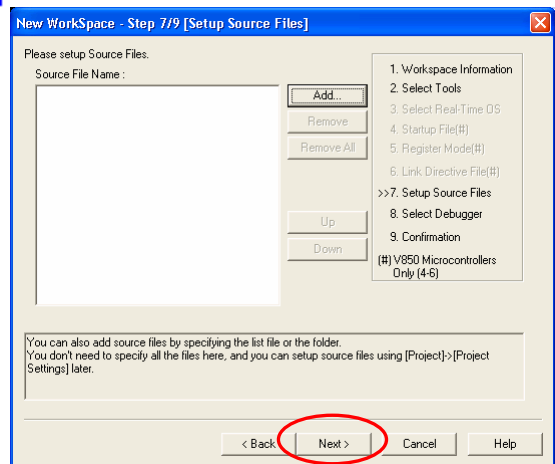 New WorkSpace - Step 7/9 [Setup Source Files]
Please setup Source Files.
Source File Name :
Add...
Remove
Remove All
Up
Down
1. Workspace Information
2. Select Tools
3. Select Real-Time OS
4. Startup File(#)
5. Register Mode(#)
6. Link Directive File(#)
>>7. Setup Source Files
8. Select Debugger
9. Confirmation
(#) V850 Microcontrollers
Only (4-6)
You can also add source files by specifying the list file or the folder.
You don't need to specify all the files here, and you can setup source files using [Project]->[Project
Settings] later.
< Back
Next >
Cancel
Help